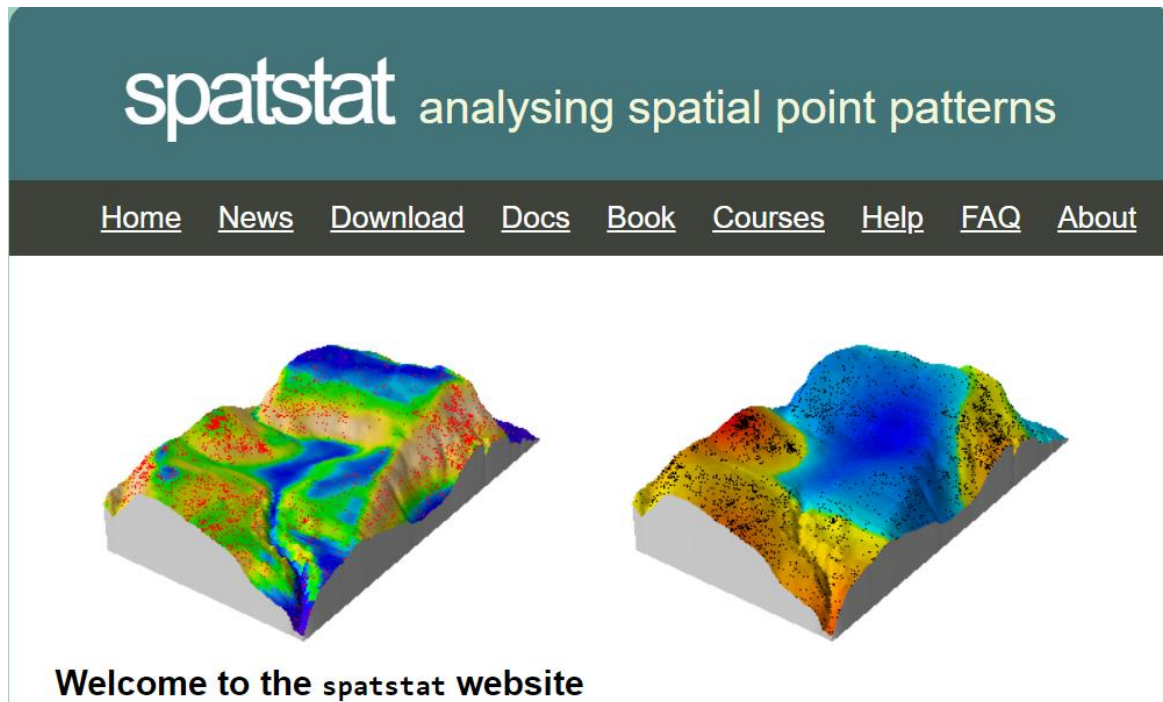 spatstat analysing spatial point patterns
Home News Download Docs Book Courses Help FAQ About
Welcome to the spatstat website